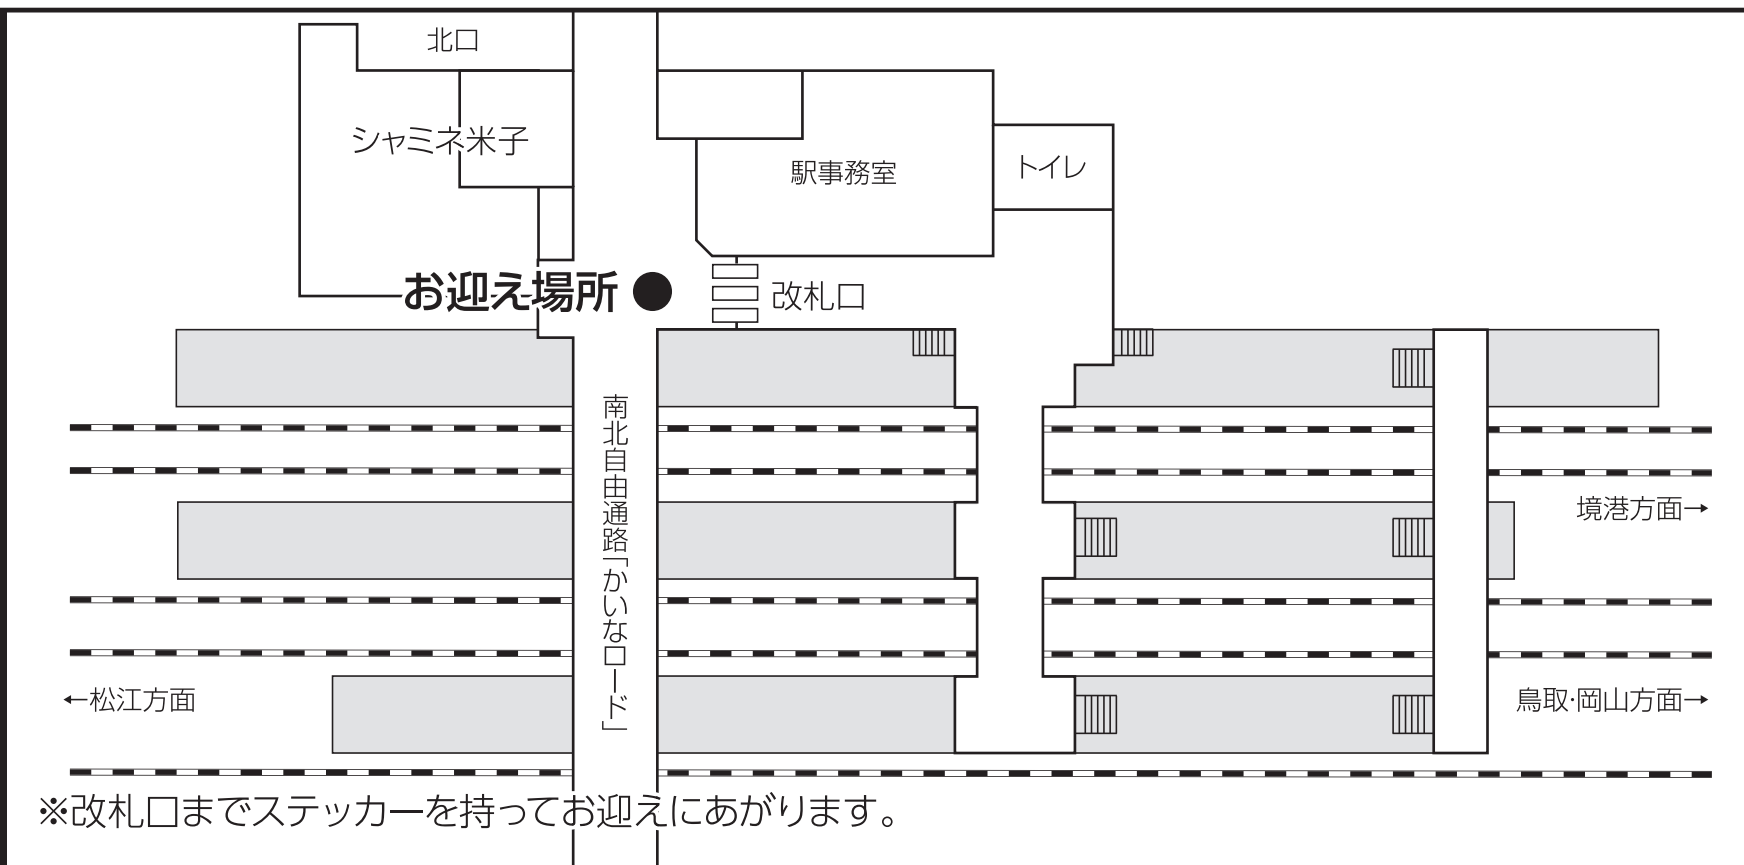 北口
シャミネ米子
駅事務室
トイレ
お迎え場所
改札口
南北自由通路「かいなロード」
境港方面→
←松江方面
鳥取・岡山方面→
※改札口までステッカーを持ってお迎えにあがります。